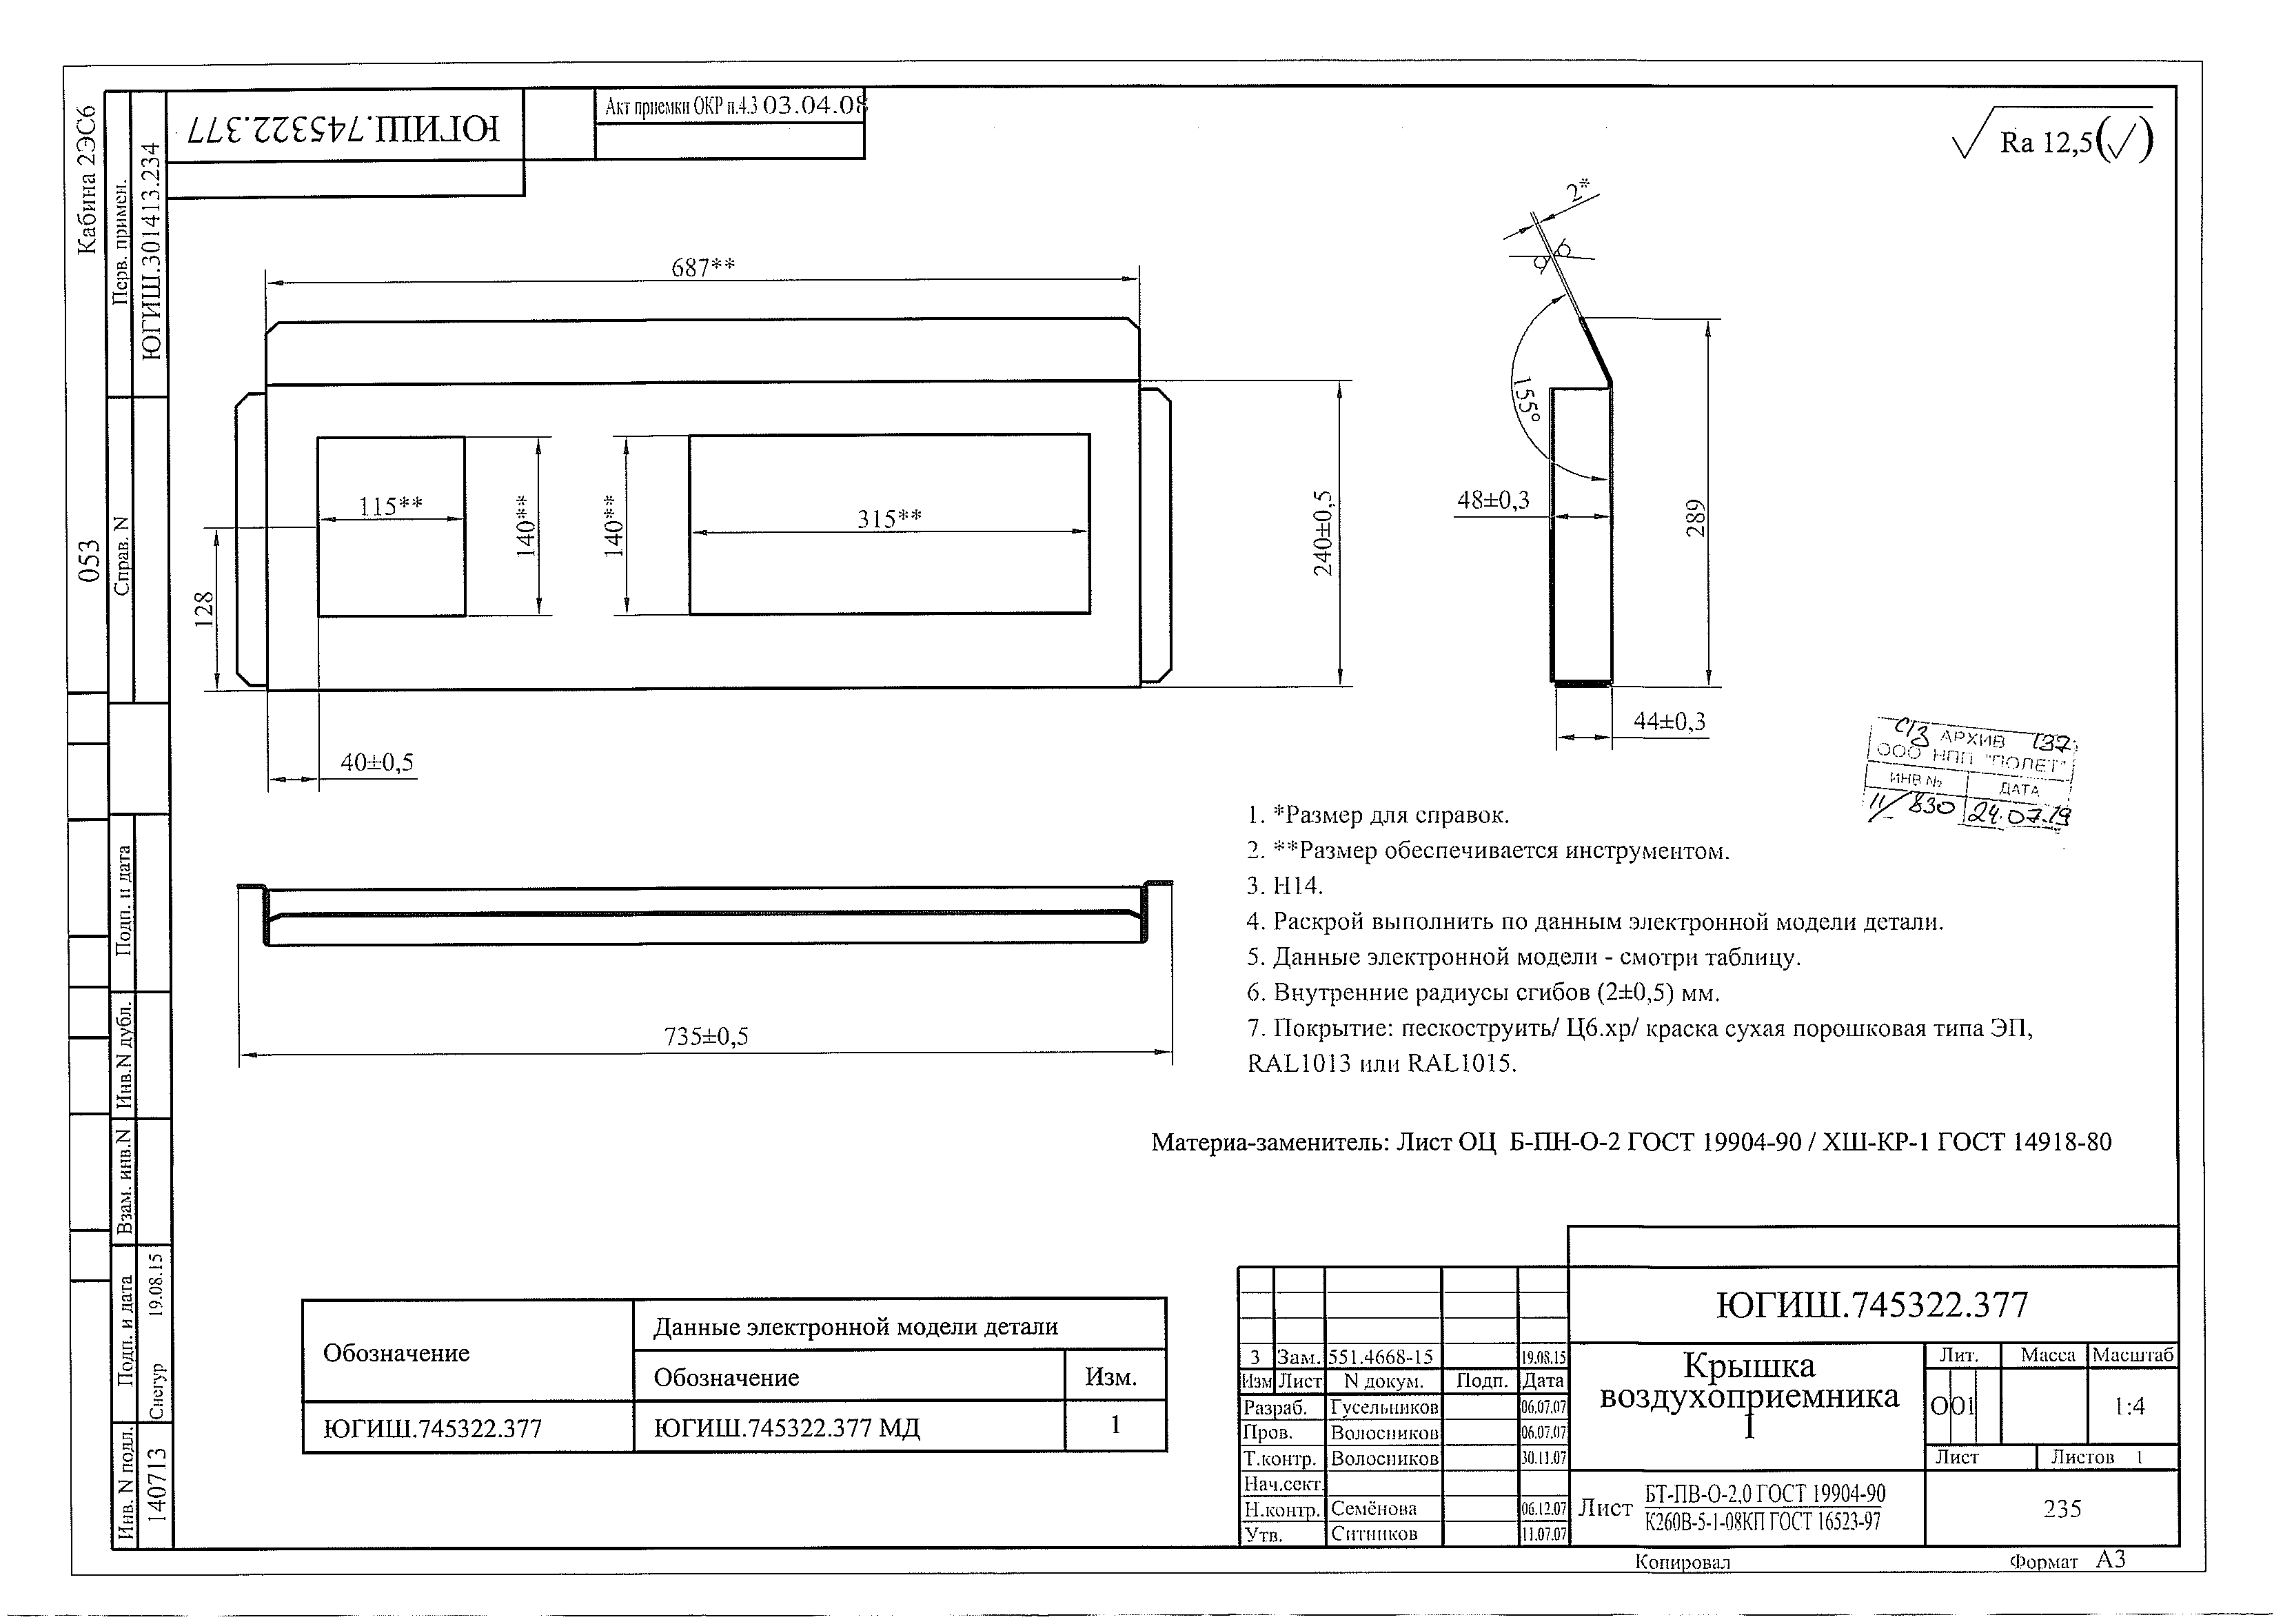 Кабина 2ЭС6
053
Перв. примен.
ЮГИШ.301413.234
Справ. N
Подп. и дата
Инв.N дубл.
Взам. инв.N
Подп. и дата
Снегур 19.08.15
Инв. N подл.
140713
ЮГИШ.745322.377
Акт приемки ОКР п.4.3 03.04.08
Ra 12,5(√)
687**
115**
140**
140**
315**
128
40±0,5
240±0,5
2*
155°
48±0,3
289
44±0,3
735±0,5
С13 АРХИВ 137
ООО НПП "ПОЛЕТ"
ИНВ № ДАТА
11/830 24.07.19
1. *Размер для справок.
2. **Размер обеспечивается инструментом.
3. Н14.
4. Раскрой выполнить по данным электронной модели детали.
5. Данные электронной модели - смотри таблицу.
6. Внутренние радиусы сгибов (2±0,5) мм.
7. Покрытие: пескоструить/ Ц6.хр/ краска сухая порошковая типа ЭП,
RAL1013 или RAL1015.
Материа-заменитель: Лист ОЦ Б-ПН-О-2 ГОСТ 19904-90 / ХШ-КР-1 ГОСТ 14918-80
Обозначение
Данные электронной модели детали
Обозначение Изм.
ЮГИШ.745322.377 ЮГИШ.745322.377 МД 1
ЮГИШ.745322.377
3 Зам. 551.4668-15 19.08.15
Изм Лист N докум. Подп. Дата
Разраб. Гусельников 06.07.07
Пров. Волосников 06.07.07
Т.контр. Волосников 30.11.07
Нач.сект.
Н.контр. Семёнова 06.12.07
Утв. Ситников 11.07.07
Крышка
воздухоприемника
I
Лит. Масса Масштаб
О О1 1:4
Лист Листов 1
Лист БТ-ПВ-О-2,0 ГОСТ 19904-90
К260В-5-1-08КП ГОСТ 16523-97
235
Копировал Формат А3